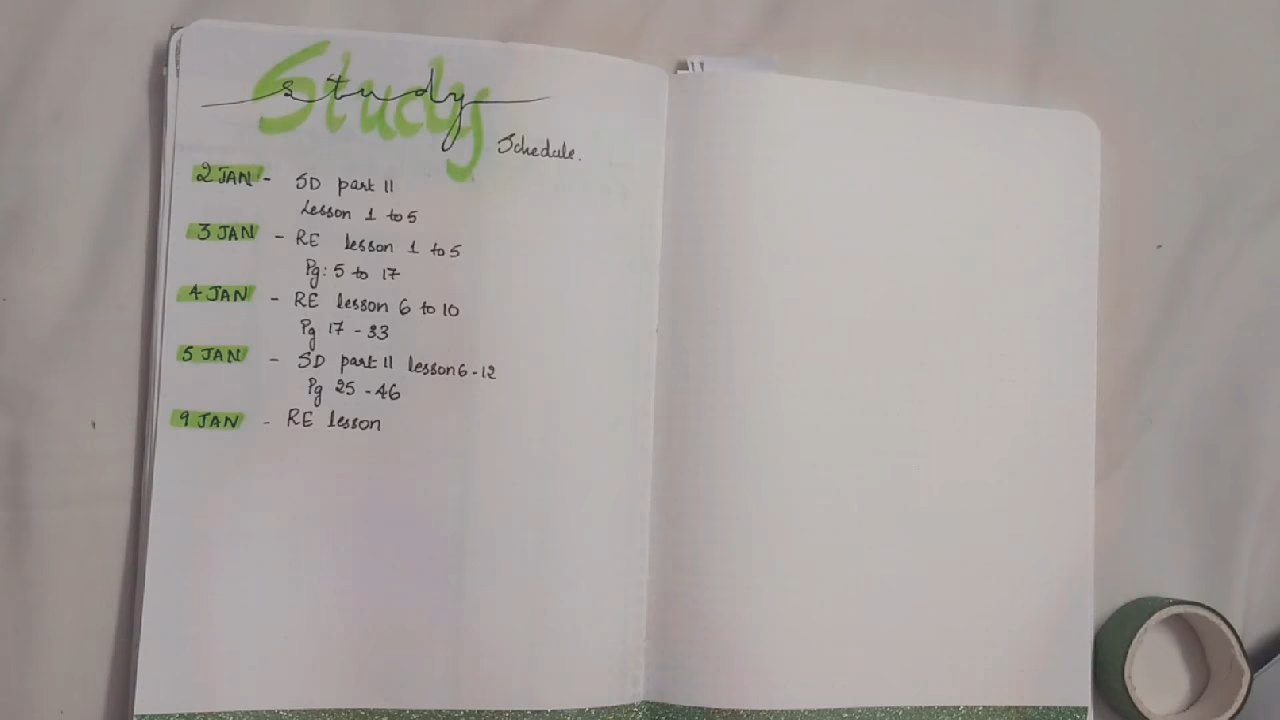 Study
study
Schedule.
2 JAN - SD part II
Lesson 1 to 5
3 JAN - RE lesson 1 to 5
Pg: 5 to 17
4 JAN - RE lesson 6 to 10
Pg 17 - 33
5 JAN - SD part II lesson 6 - 12
Pg 25 - 46
9 JAN - RE lesson